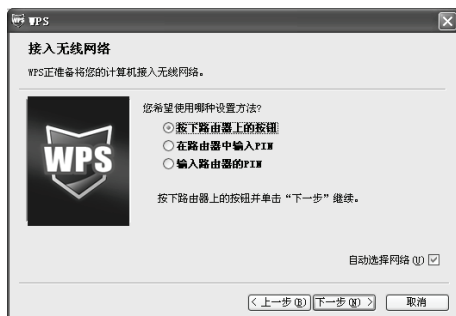 WPS
接入无线网络
WPS正准备将您的计算机接入无线网络。
您希望使用哪种设置方法?
按下路由器上的按钮
在路由器中输入PIN
输入路由器的PIN
WPS
按下路由器上的按钮并单击“下一步”继续。
自动选择网络(U)
<上一步(B) 下一步(N)> 取消